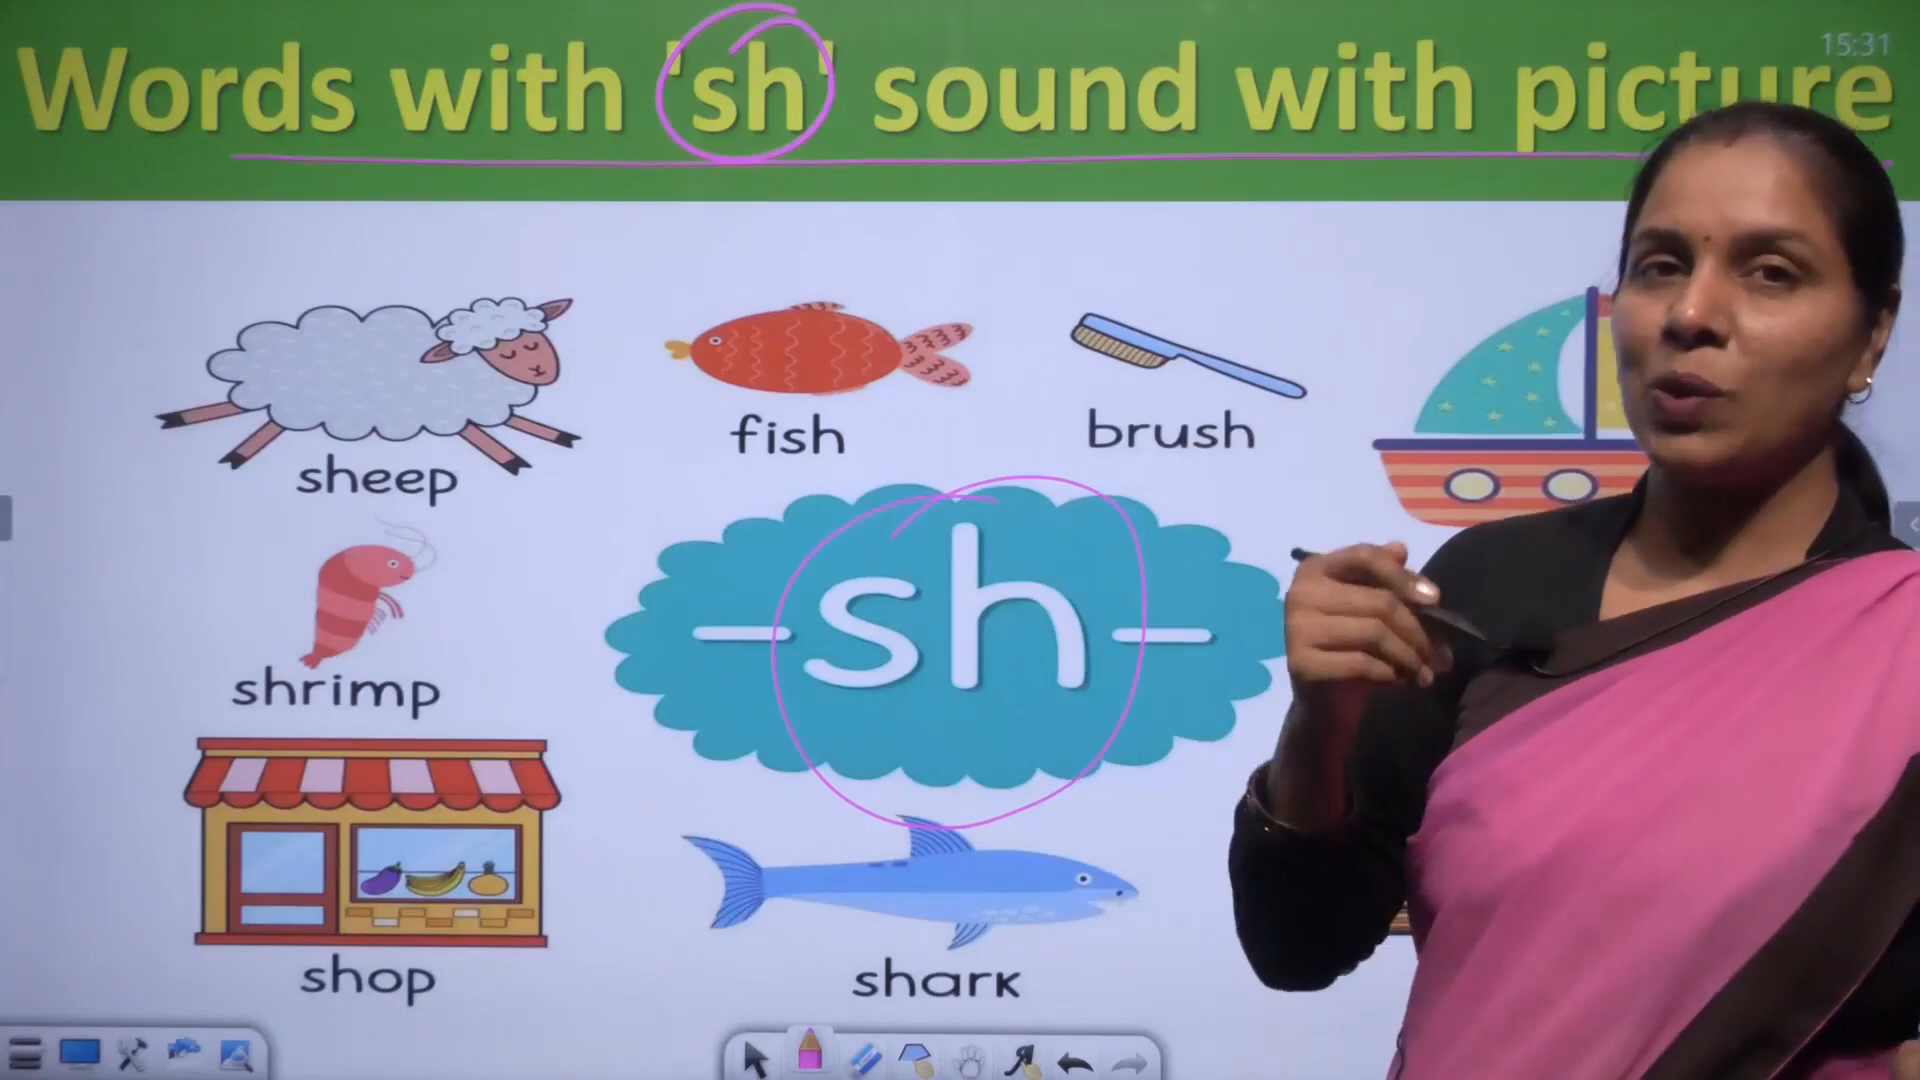 Words with 'sh' sound with picture
15:31
sheep
fish
brush
-sh-
shrimp
shop
shark